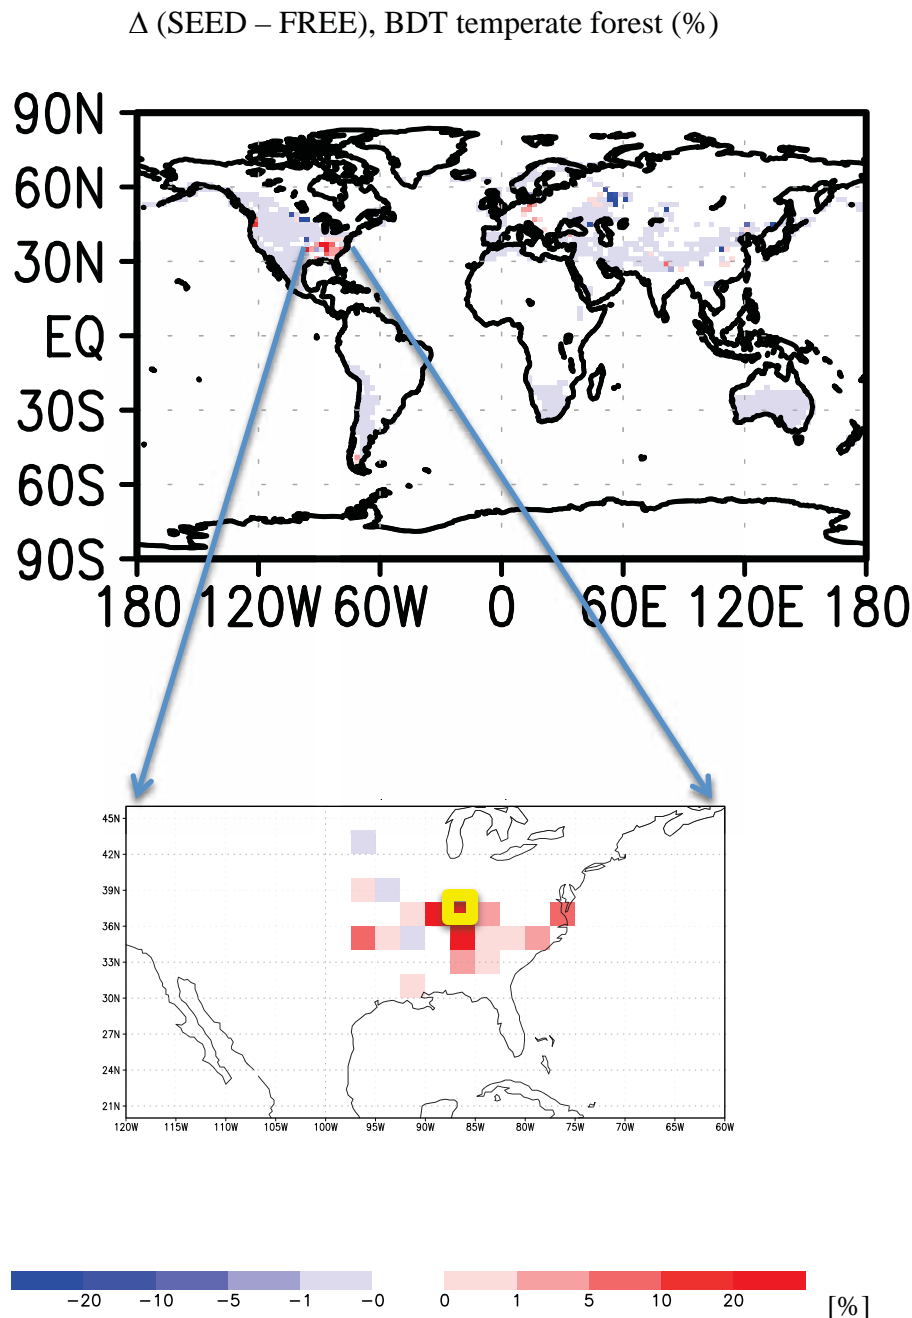 Δ (SEED – FREE), BDT temperate forest (%)
90N
60N
30N
EQ
30S
60S
90S
180 120W 60W 0 60E 120E 180
45N
42N
39N
36N
33N
30N
27N
24N
21N
120W 115W 110W 105W 100W 95W 90W 85W 80W 75W 70W 65W 60W
−20 −10 −5 −1 −0 0 1 5 10 20 [%]